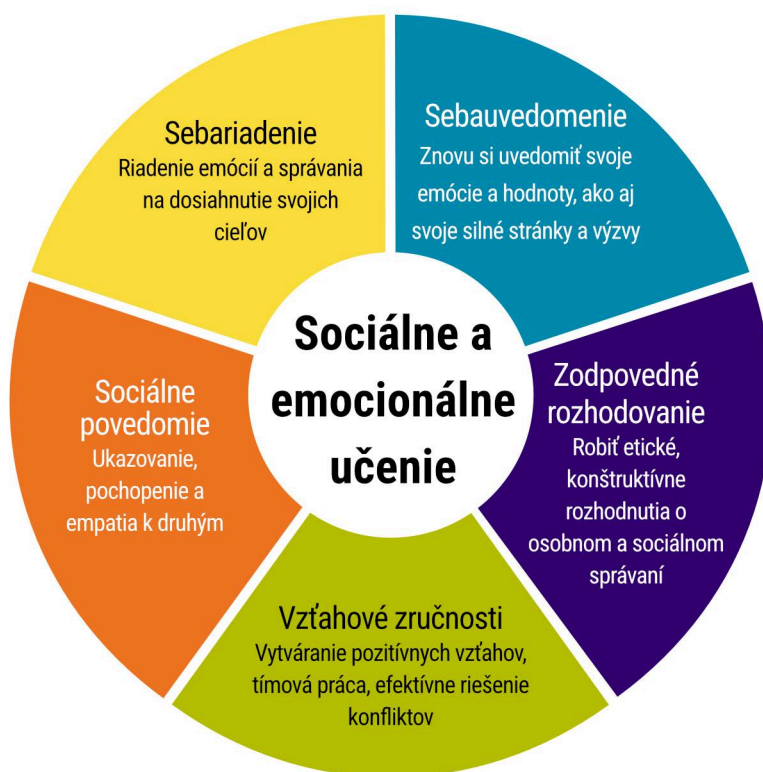 Sebariadenie
Riadenie emócií a správania
na dosiahnutie svojich
cieľov
Sebauvedomenie
Znovu si uvedomiť svoje
emócie a hodnoty, ako aj
svoje silné stránky a výzvy
Sociálne a
emocionálne
učenie
Zodpovedné
rozhodovanie
Robiť etické,
konštruktívne
rozhodnutia o
osobnom a sociálnom
správaní
Sociálne
povedomie
Ukazovanie,
pochopenie a
empatia k druhým
Vzťahové zručnosti
Vytváranie pozitívnych vzťahov,
tímová práca, efektívne riešenie
konfliktov